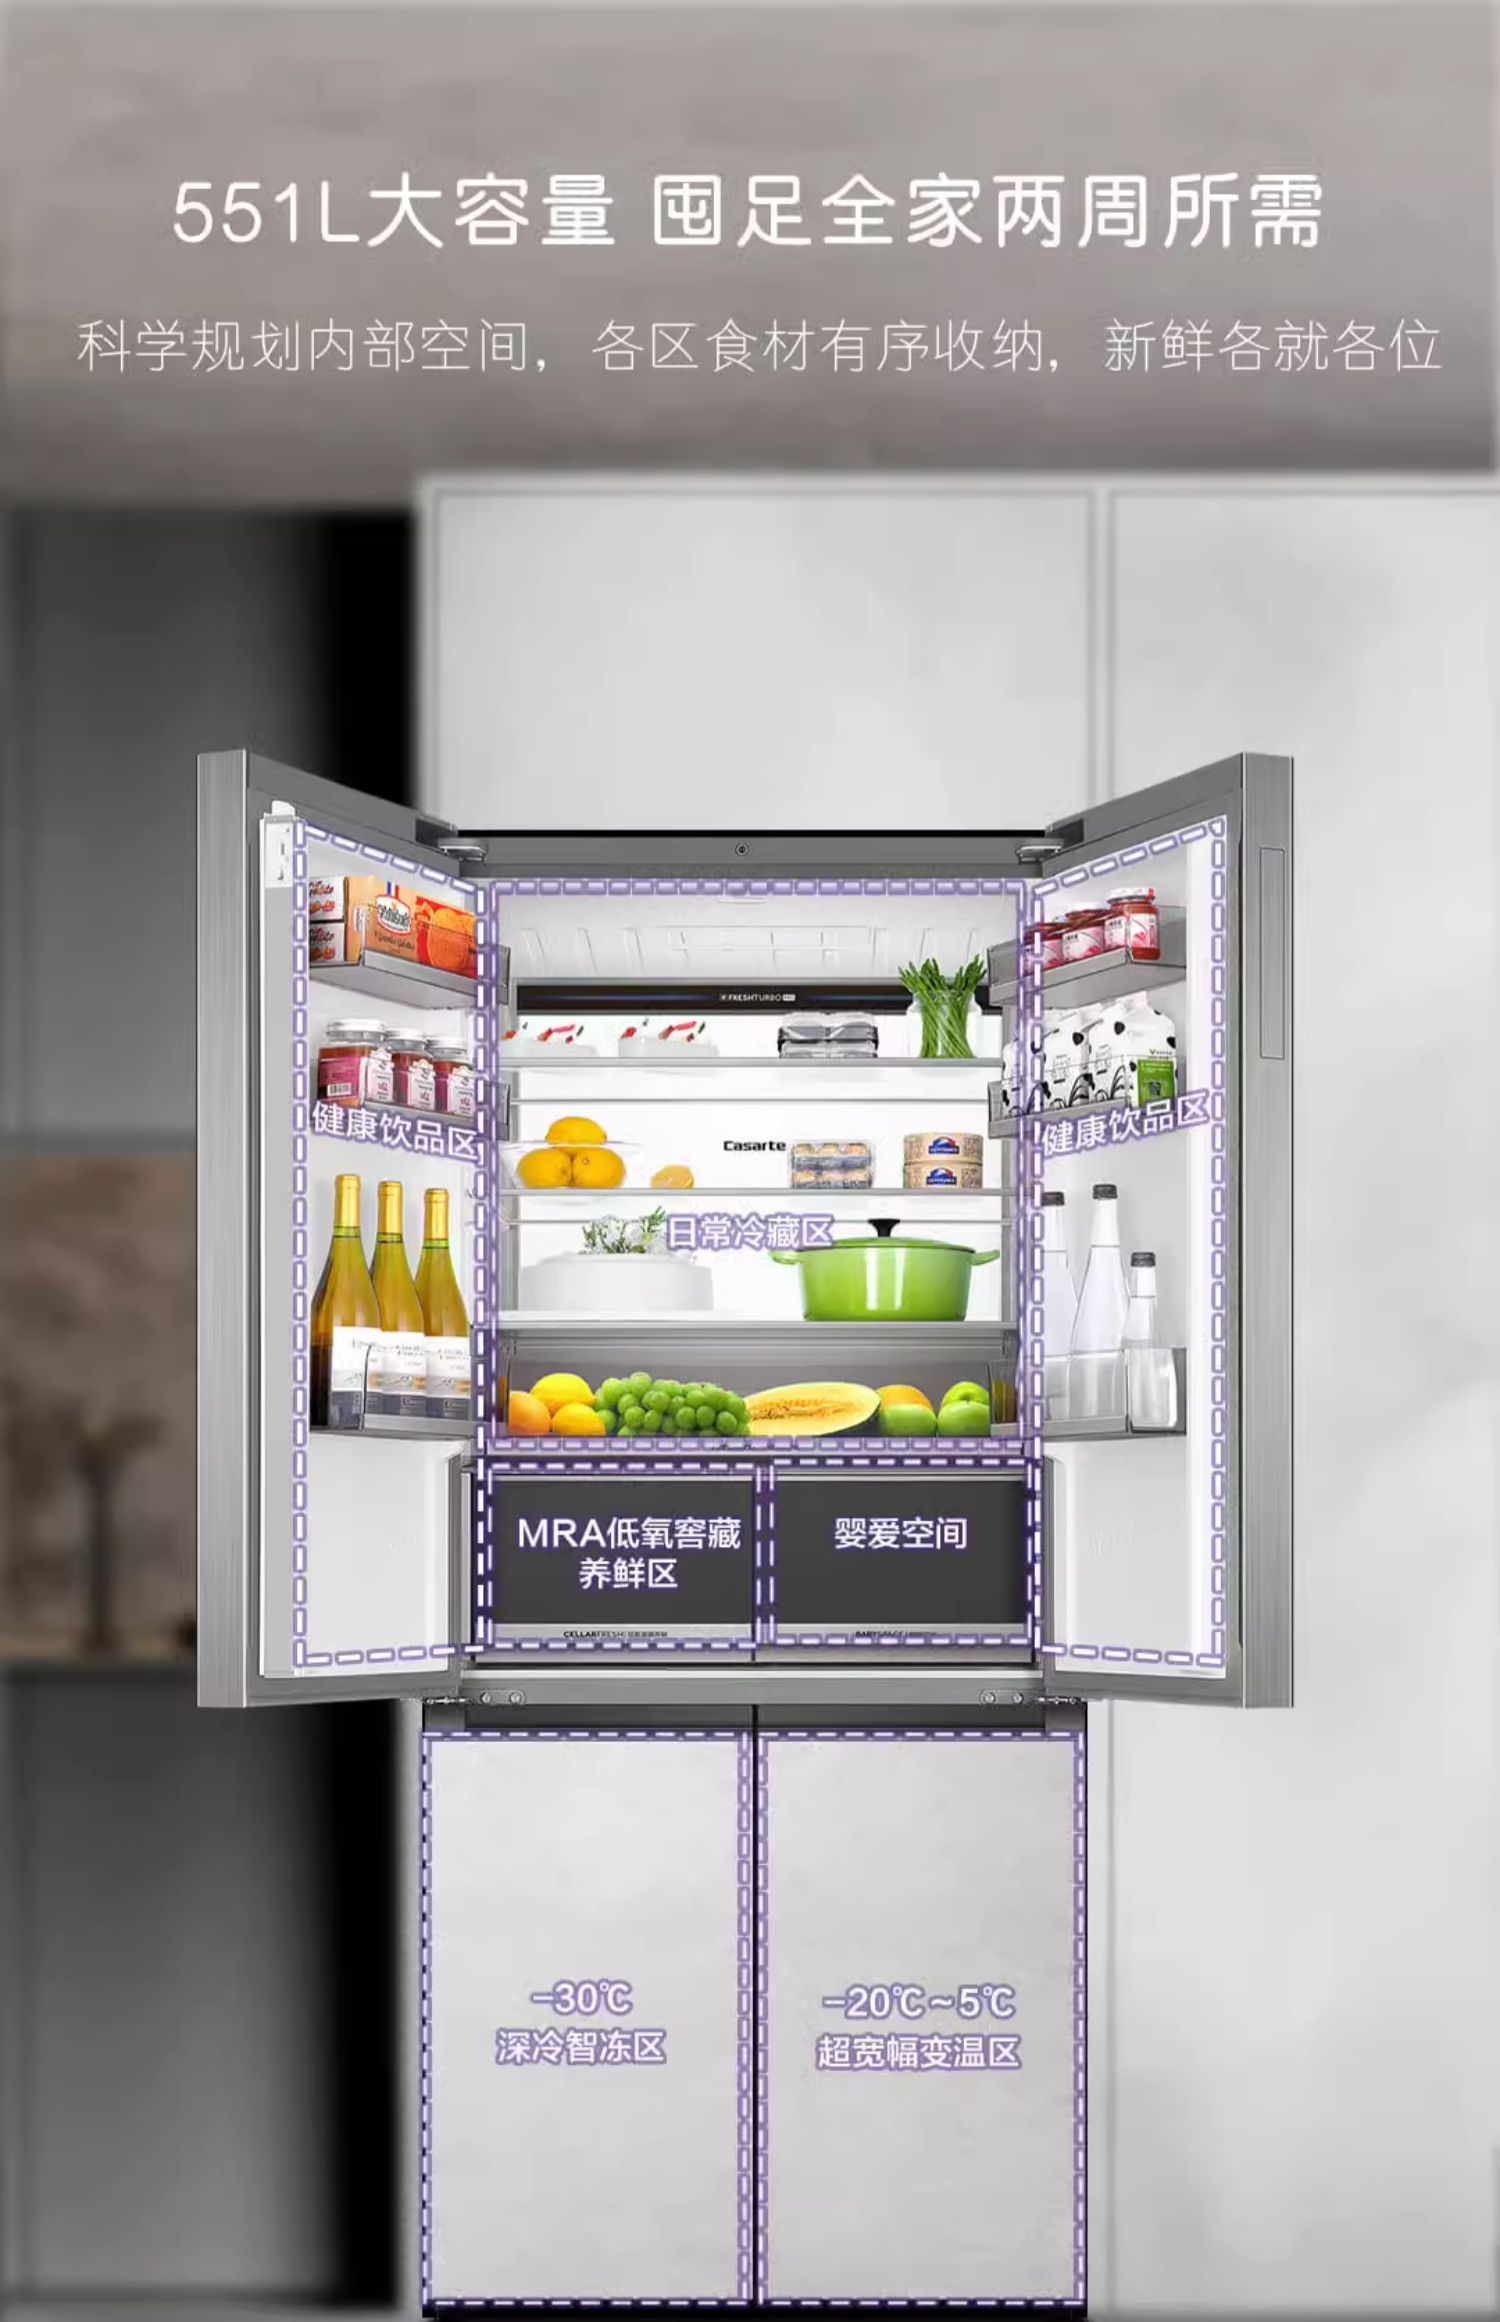 551L大容量 囤足全家两周所需
科学规划内部空间，各区食材有序收纳，新鲜各就各位
FRESHTURBO
健康饮品区
健康饮品区
Casarte
日常冷藏区
MRA低氧窖藏
养鲜区
婴爱空间
CELLARFRESH
-30℃
深冷智冻区
-20℃~5℃
超宽幅变温区